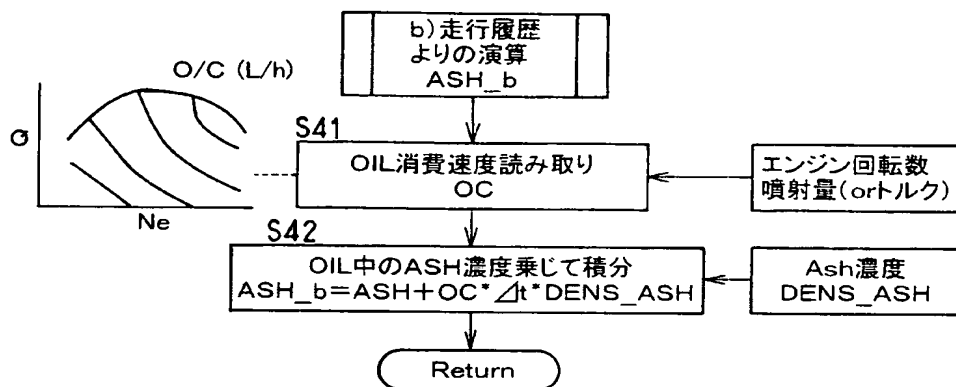 b)走行履歴
よりの演算
ASH_b
O/C (L/h)
Q
Ne
S41
OIL消費速度読み取り
OC
エンジン回転数
噴射量(orトルク)
S42
OIL中のASH濃度乗じて積分
ASH_b=ASH+OC*⊿t*DENS_ASH
Ash濃度
DENS_ASH
Return